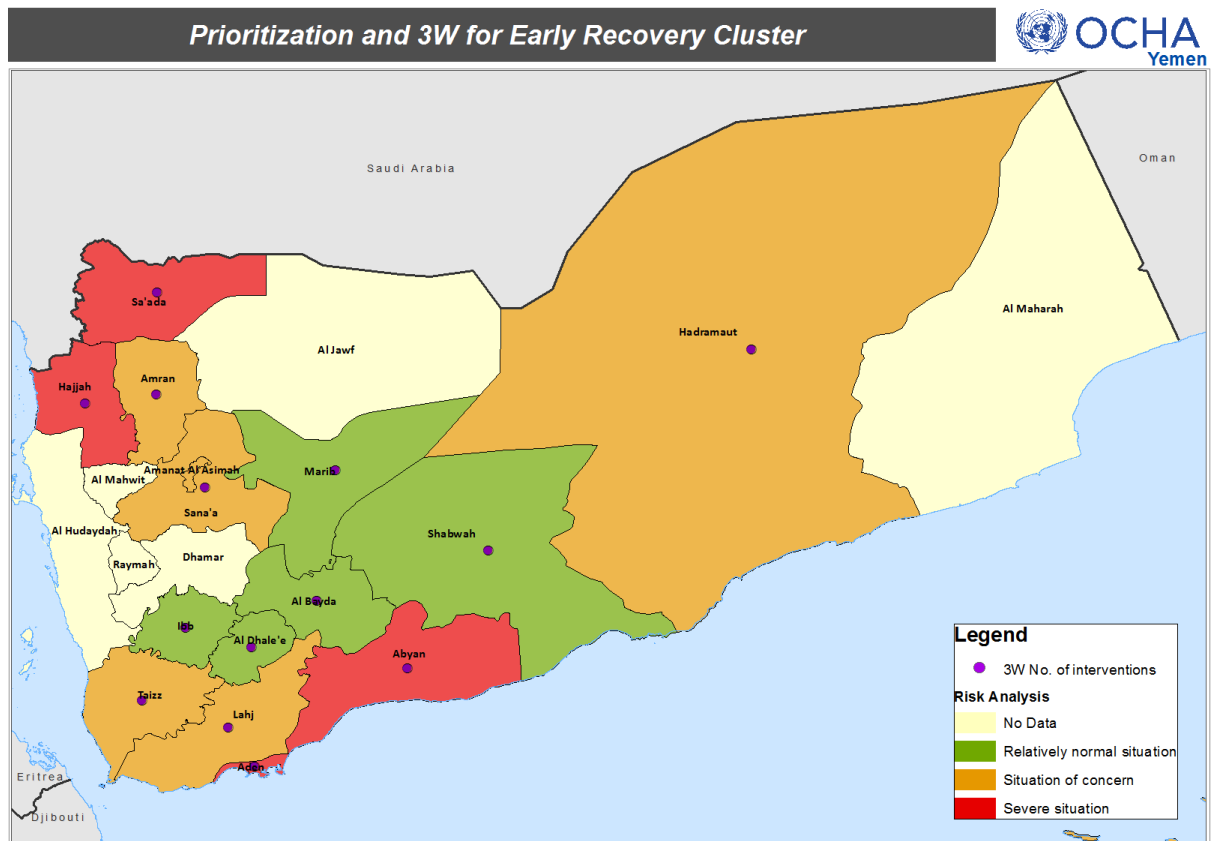 Prioritization and 3W for Early Recovery Cluster
OCHA
Yemen
Saudi Arabia
Oman
Sa'ada
Al Maharah
Hadramaut
Al Jawf
Amran
Hajjah
Amanat Al Asimah
Marib
Al Mahwit
Sana'a
Al Hudaydah
Shabwah
Dhamar
Raymah
Al Bayda
Ibb
Al Dhale'e
Abyan
Taizz
Lahj
Aden
Eritrea
Djibouti
Legend
3W No. of interventions
Risk Analysis
No Data
Relatively normal situation
Situation of concern
Severe situation